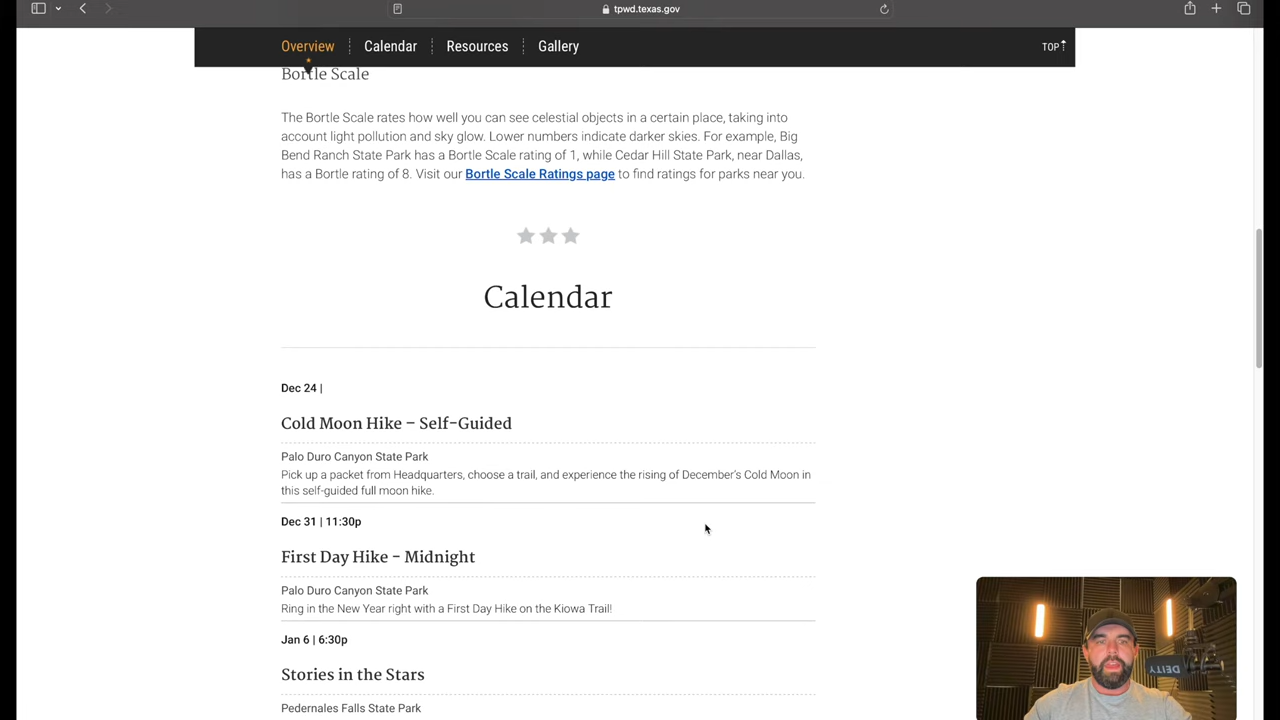 tpwd.texas.gov
Overview
Calendar
Resources
Gallery
TOP
Bortle Scale
The Bortle Scale rates how well you can see celestial objects in a certain place, taking into
account light pollution and sky glow. Lower numbers indicate darker skies. For example, Big
Bend Ranch State Park has a Bortle Scale rating of 1, while Cedar Hill State Park, near Dallas,
has a Bortle rating of 8. Visit our Bortle Scale Ratings page to find ratings for parks near you.
Calendar
Dec 24 |
Cold Moon Hike – Self-Guided
Palo Duro Canyon State Park
Pick up a packet from Headquarters, choose a trail, and experience the rising of December's Cold Moon in
this self-guided full moon hike.
Dec 31 | 11:30p
First Day Hike - Midnight
Palo Duro Canyon State Park
Ring in the New Year right with a First Day Hike on the Kiowa Trail!
Jan 6 | 6:30p
Stories in the Stars
Pedernales Falls State Park
DEITY